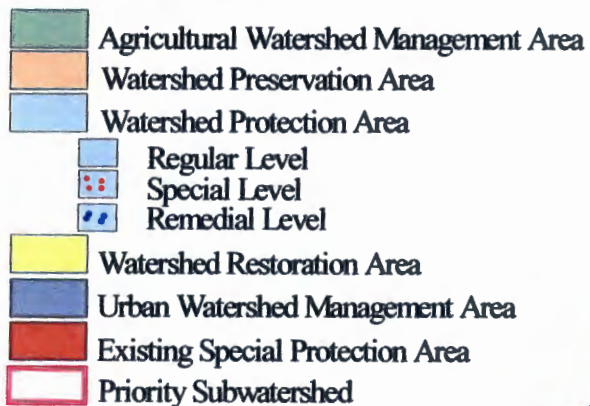 Agricultural Watershed Management Area
Watershed Preservation Area
Watershed Protection Area
Regular Level
Special Level
Remedial Level
Watershed Restoration Area
Urban Watershed Management Area
Existing Special Protection Area
Priority Subwatershed